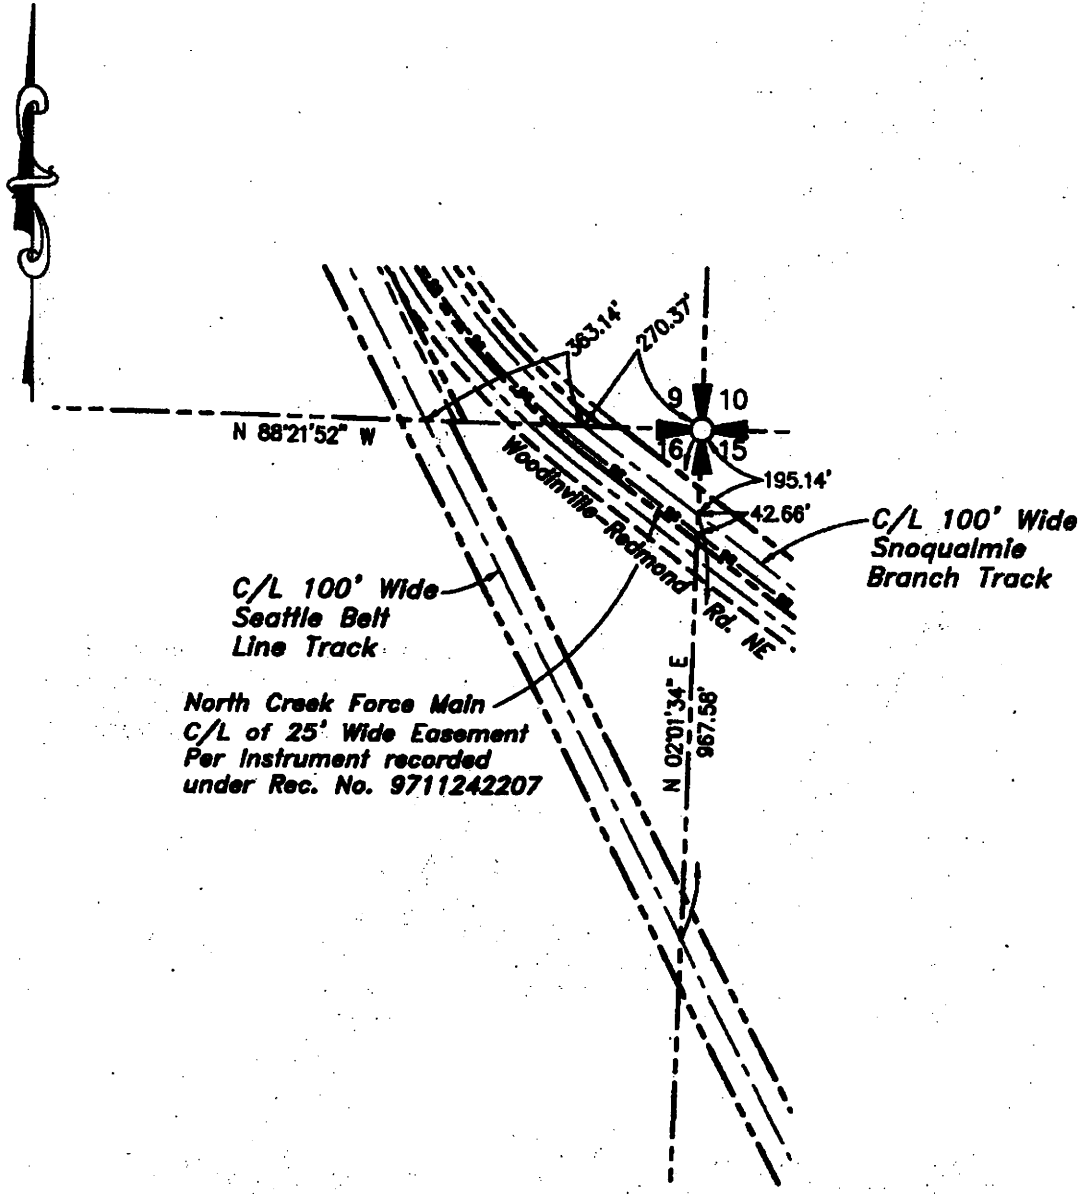 363.14'
270.37'
9
10
N 88°21'52" W
16
15
195.14'
42.66'
Woodinville-Redmond Rd. NE
C/L 100' Wide
Snoqualmie
Branch Track
C/L 100' Wide
Seattle Belt
Line Track
North Creek Force Main
C/L of 25' Wide Easement
Per Instrument recorded
under Rec. No. 9711242207
N 02°01'34" E
967.58'